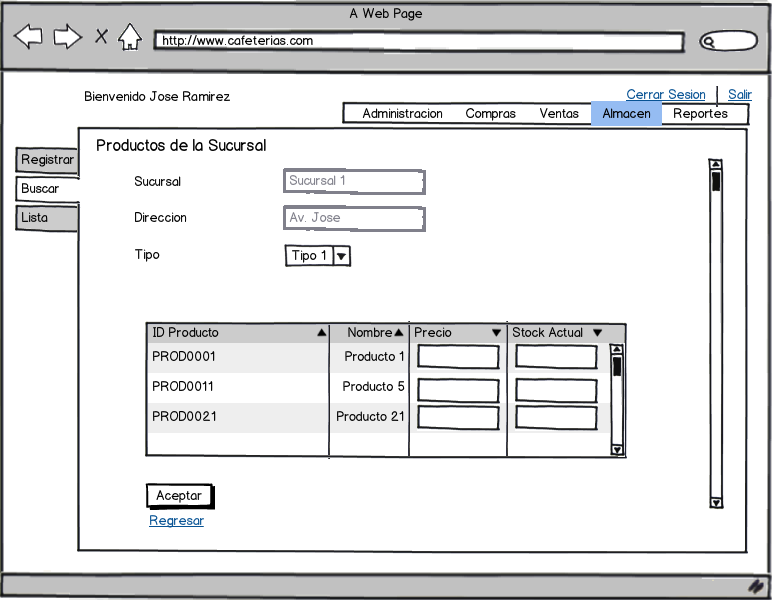 A Web Page
http://www.cafeterias.com
Bienvenido Jose Ramirez
Cerrar Sesion Salir
Administracion Compras Ventas Almacen Reportes
Registrar
Buscar
Lista
Productos de la Sucursal
Sucursal Sucursal 1
Direccion Av. Jose
Tipo Tipo 1
ID Producto Nombre Precio Stock Actual
PROD0001 Producto 1
PROD0011 Producto 5
PROD0021 Producto 21
Aceptar
Regresar